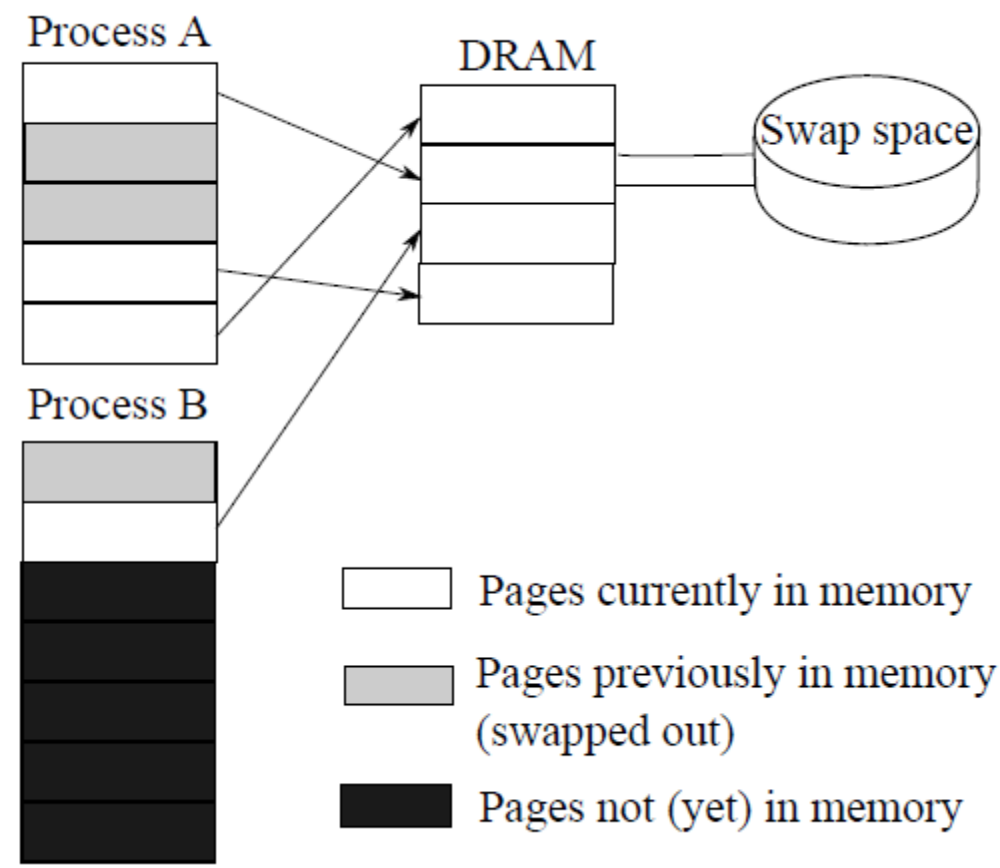 Process A
DRAM
Swap space
Process B
Pages currently in memory
Pages previously in memory
(swapped out)
Pages not (yet) in memory